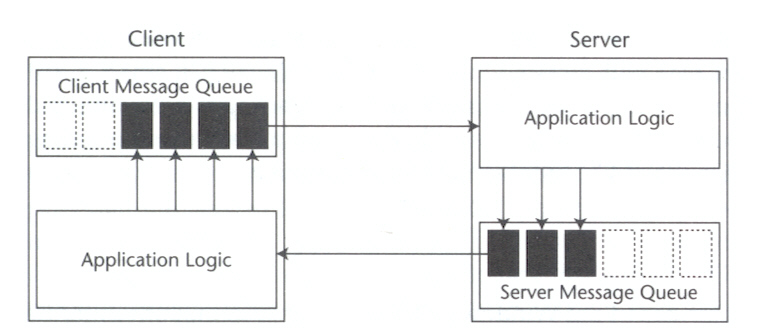 Client
Server
Client Message Queue
Application Logic
Application Logic
Server Message Queue